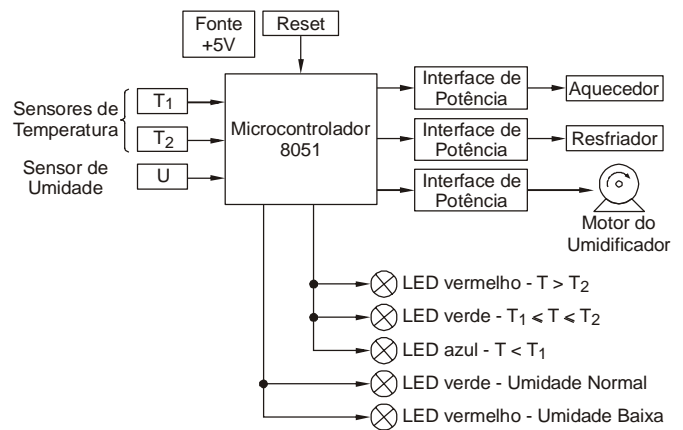 Fonte
+5V
Reset
Sensores de
Temperatura
T1
T2
Sensor de
Umidade
U
Microcontrolador
8051
Interface de
Potência
Aquecedor
Interface de
Potência
Resfriador
Interface de
Potência
Motor do
Umidificador
LED vermelho - T > T2
LED verde - T1 ⩽ T ⩽ T2
LED azul - T < T1
LED verde - Umidade Normal
LED vermelho - Umidade Baixa